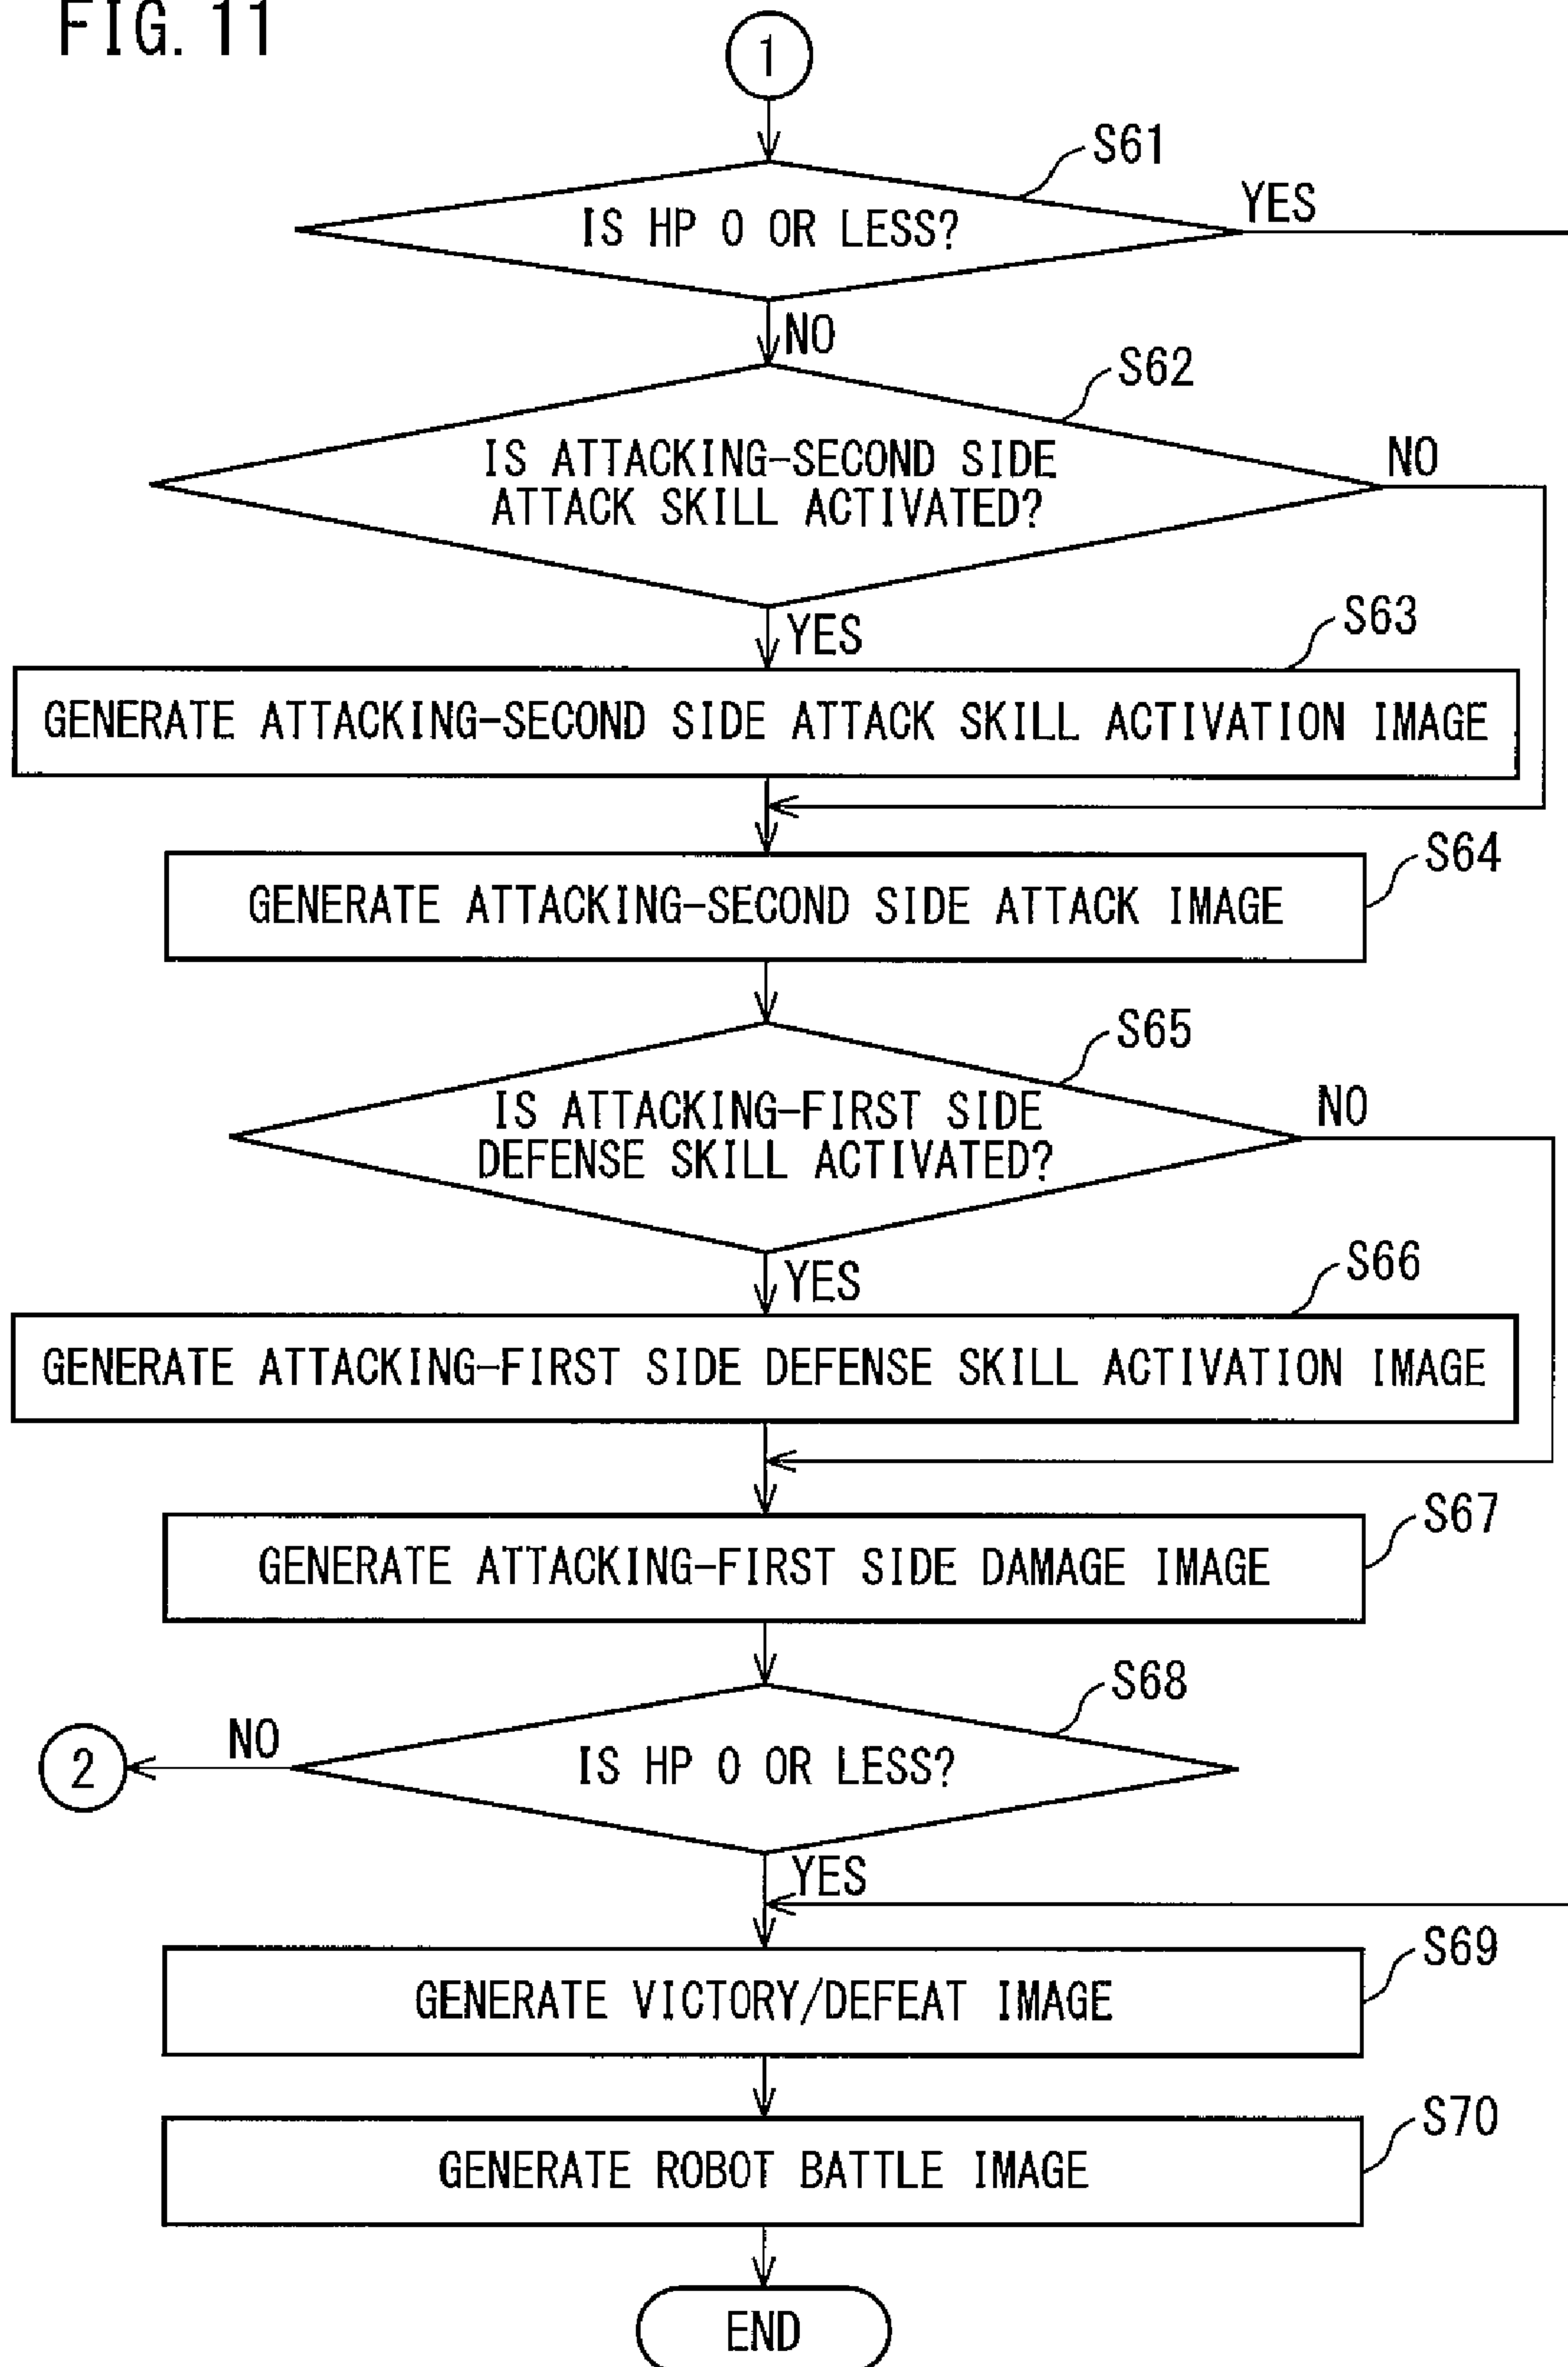 FIG. 11
1
S61
IS HP 0 OR LESS?
YES
NO
S62
IS ATTACKING-SECOND SIDE
ATTACK SKILL ACTIVATED?
NO
YES
S63
GENERATE ATTACKING-SECOND SIDE ATTACK SKILL ACTIVATION IMAGE
S64
GENERATE ATTACKING-SECOND SIDE ATTACK IMAGE
S65
IS ATTACKING-FIRST SIDE
DEFENSE SKILL ACTIVATED?
NO
YES
S66
GENERATE ATTACKING-FIRST SIDE DEFENSE SKILL ACTIVATION IMAGE
S67
GENERATE ATTACKING-FIRST SIDE DAMAGE IMAGE
S68
IS HP 0 OR LESS?
NO
2
YES
S69
GENERATE VICTORY/DEFEAT IMAGE
S70
GENERATE ROBOT BATTLE IMAGE
END